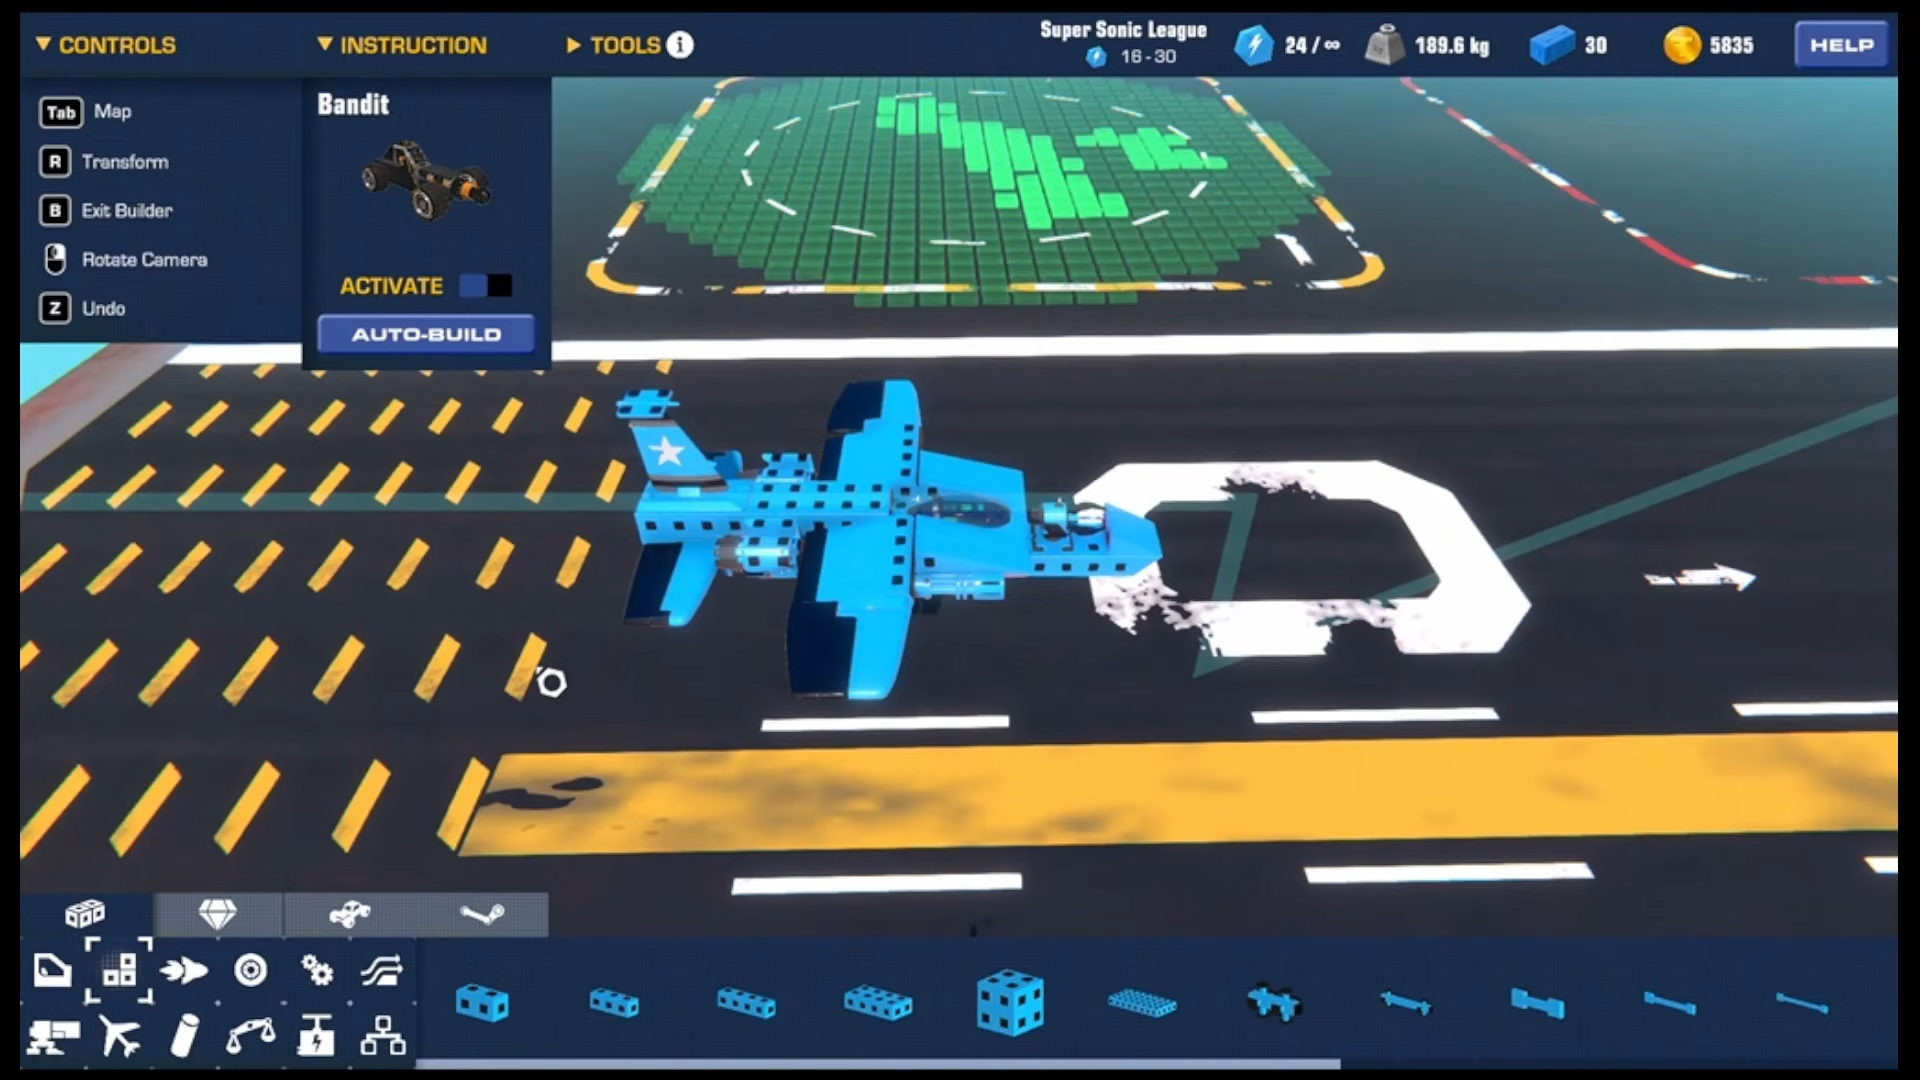 CONTROLS
INSTRUCTION
TOOLS i
Super Sonic League
16-30
24/∞
189.6 kg
30
5835
HELP
Tab Map
R Transform
B Exit Builder
Rotate Camera
Z Undo
Bandit
ACTIVATE
AUTO-BUILD